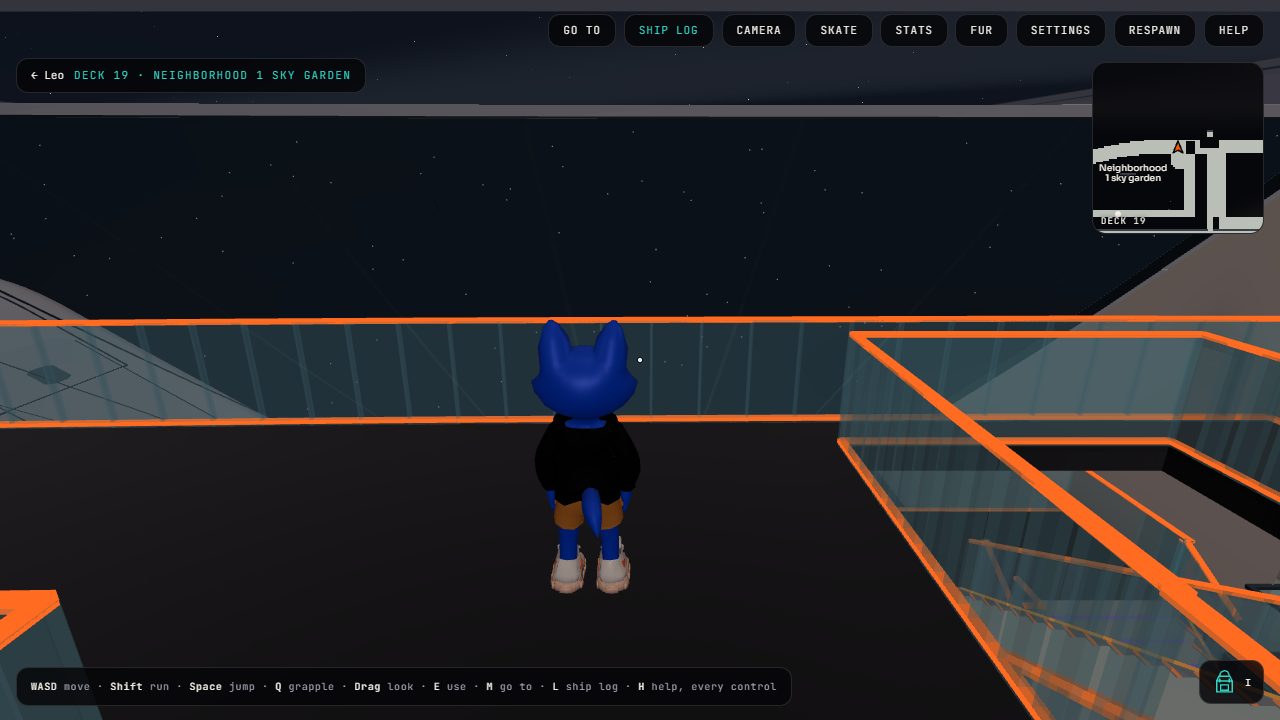 GO TO
SHIP LOG
CAMERA
SKATE
STATS
FUR
SETTINGS
RESPAWN
HELP
← Leo DECK 19 · NEIGHBORHOOD 1 SKY GARDEN
Neighborhood
1 sky garden
DECK 19
WASD move · Shift run · Space jump · Q grapple · Drag look · E use · M go to · L ship log · H help, every control
I